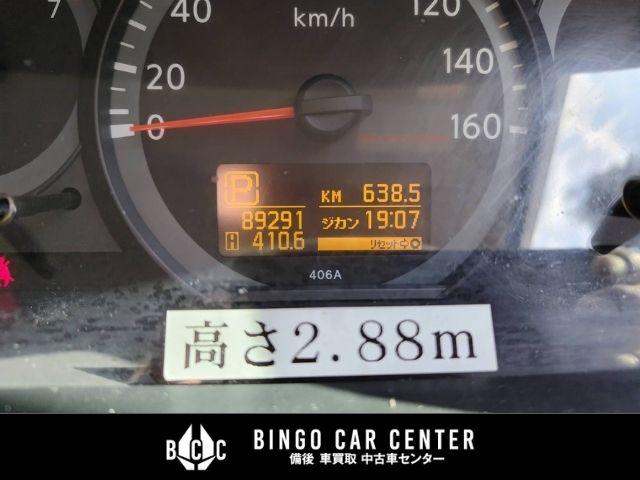 7
km/h
0
20
40
120
140
160
P
KM 638.5
89291
ジカン 19:07
A 410.6
リセット⇨
406A
高さ2.88m
BCC
BINGO CAR CENTER
備後 車買取 中古車センター